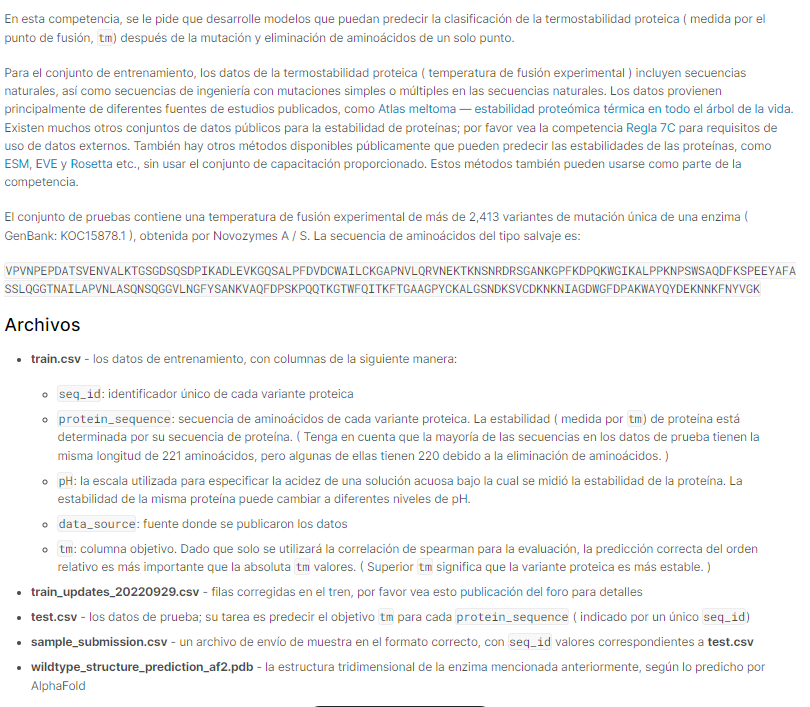 En esta competencia, se le pide que desarrolle modelos que puedan predecir la clasificación de la termostabilidad proteica ( medida por el
punto de fusión, tm) después de la mutación y eliminación de aminoácidos de un solo punto.
Para el conjunto de entrenamiento, los datos de la termostabilidad proteica ( temperatura de fusión experimental ) incluyen secuencias
naturales, así como secuencias de ingeniería con mutaciones simples o múltiples en las secuencias naturales. Los datos provienen
principalmente de diferentes fuentes de estudios publicados, como Atlas meltoma — estabilidad proteómica térmica en todo el árbol de la vida.
Existen muchos otros conjuntos de datos públicos para la estabilidad de proteínas; por favor vea la competencia Regla 7C para requisitos de
uso de datos externos. También hay otros métodos disponibles públicamente que pueden predecir las estabilidades de las proteínas, como
ESM, EVE y Rosetta etc., sin usar el conjunto de capacitación proporcionado. Estos métodos también pueden usarse como parte de la
competencia.
El conjunto de pruebas contiene una temperatura de fusión experimental de más de 2,413 variantes de mutación única de una enzima (
GenBank: KOC15878.1 ), obtenida por Novozymes A / S. La secuencia de aminoácidos del tipo salvaje es:
VPVNPEPDATSVENVALKTGSGDSQSDPIKADLEVKGQSALPFDVDCWAILCKGAPNVLQRVNEKTKNSNRDRSGANKGPFKDPQKWGIKALPPKNPSWSAQDFKSPEEYAFA
SSLQGGTNAILAPVNLASQNSQGGVLNGFYSANKVAQFDPSKPQQTKGTWFQITKFTGAAGPYCKALGSNDKSVCDKNKNIAGDWGFDPAKWAYQYDEKNNKFNYVGK
Archivos
• train.csv - los datos de entrenamiento, con columnas de la siguiente manera:
◦ seq_id: identificador único de cada variante proteica
◦ protein_sequence: secuencia de aminoácidos de cada variante proteica. La estabilidad ( medida por tm) de proteína está
determinada por su secuencia de proteína. ( Tenga en cuenta que la mayoría de las secuencias en los datos de prueba tienen la
misma longitud de 221 aminoácidos, pero algunas de ellas tienen 220 debido a la eliminación de aminoácidos. )
◦ pH: la escala utilizada para especificar la acidez de una solución acuosa bajo la cual se midió la estabilidad de la proteína. La
estabilidad de la misma proteína puede cambiar a diferentes niveles de pH.
◦ data_source: fuente donde se publicaron los datos
◦ tm: columna objetivo. Dado que solo se utilizará la correlación de spearman para la evaluación, la predicción correcta del orden
relativo es más importante que la absoluta tm valores. ( Superior tm significa que la variante proteica es más estable. )
• train_updates_20220929.csv - filas corregidas en el tren, por favor vea esto publicación del foro para detalles
• test.csv - los datos de prueba; su tarea es predecir el objetivo tm para cada protein_sequence ( indicado por un único seq_id)
• sample_submission.csv - un archivo de envío de muestra en el formato correcto, con seq_id valores correspondientes a test.csv
• wildtype_structure_prediction_af2.pdb - la estructura tridimensional de la enzima mencionada anteriormente, según lo predicho por
AlphaFold